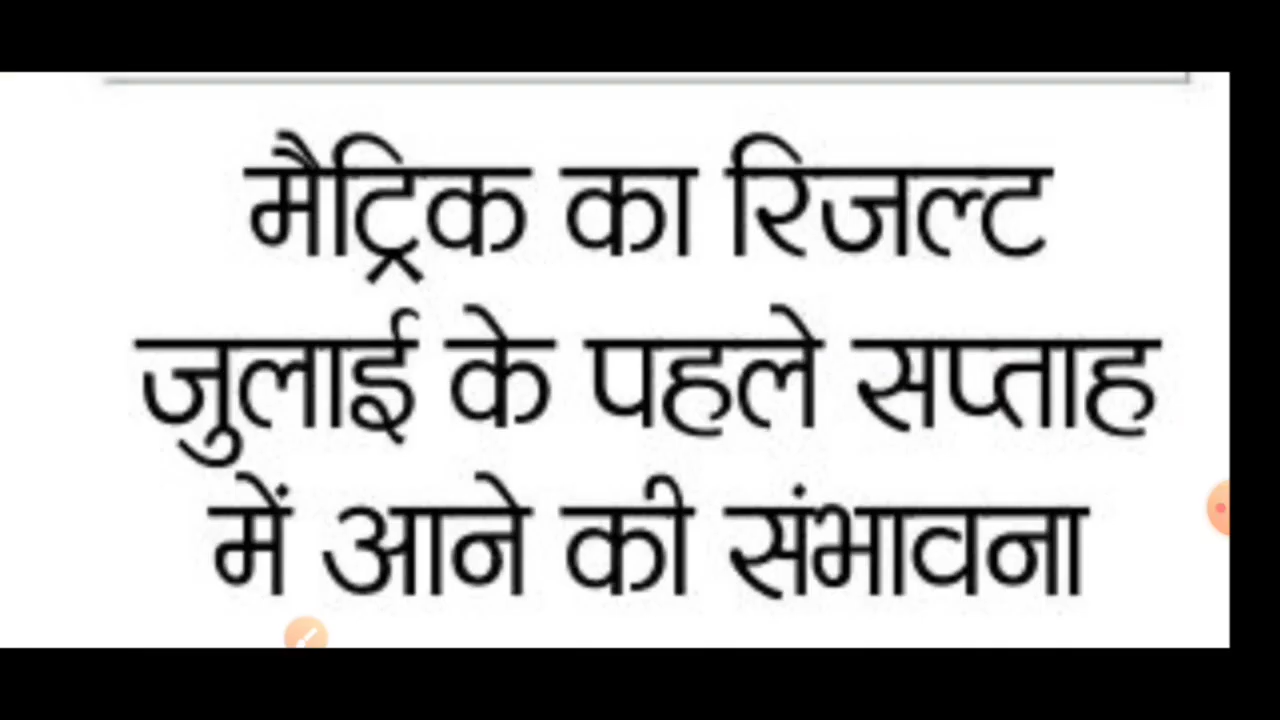 मैट्रिक का रिजल्ट
जुलाई के पहले सप्ताह
में आने की संभावना